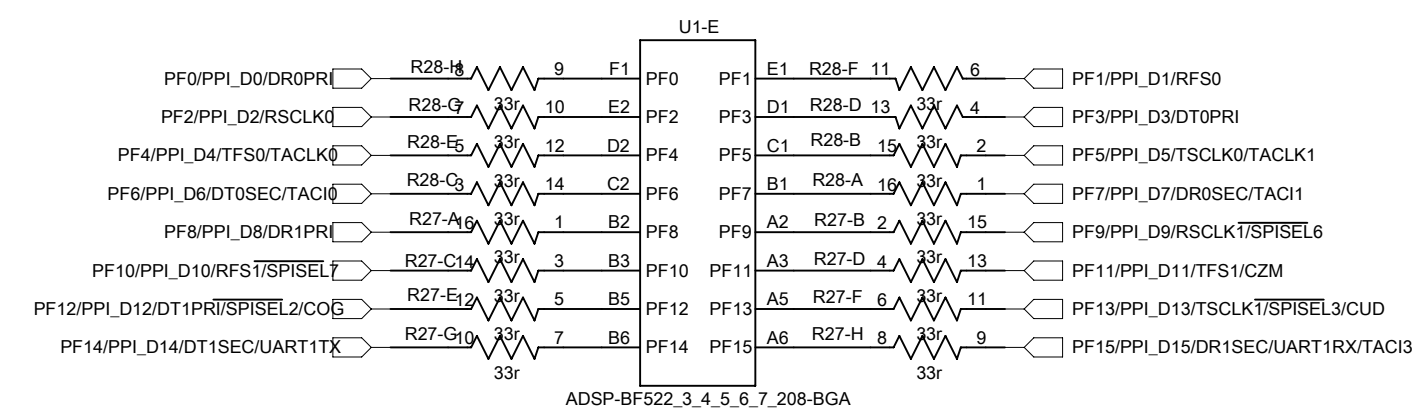 U1-E
PF0/PPI_D0/DR0PRI R28-H 8 9 F1 PF0 PF1 E1 R28-F 11 6 PF1/PPI_D1/RFS0
33r 33r
PF2/PPI_D2/RSCLK0 R28-G 7 10 E2 PF2 PF3 D1 R28-D 13 4 PF3/PPI_D3/DT0PRI
33r 33r
PF4/PPI_D4/TFS0/TACLK0 R28-E 5 12 D2 PF4 PF5 C1 R28-B 15 2 PF5/PPI_D5/TSCLK0/TACLK1
33r 33r
PF6/PPI_D6/DT0SEC/TACI0 R28-C 3 14 C2 PF6 PF7 B1 R28-A 16 1 PF7/PPI_D7/DR0SEC/TACI1
33r 33r
PF8/PPI_D8/DR1PRI R27-A 16 1 B2 PF8 PF9 A2 R27-B 2 15 PF9/PPI_D9/RSCLK1/SPISEL6
33r 33r
PF10/PPI_D10/RFS1/SPISEL7 R27-C 14 3 B3 PF10 PF11 A3 R27-D 4 13 PF11/PPI_D11/TFS1/CZM
33r 33r
PF12/PPI_D12/DT1PRI/SPISEL2/COG R27-E 12 5 B5 PF12 PF13 A5 R27-F 6 11 PF13/PPI_D13/TSCLK1/SPISEL3/CUD
33r 33r
PF14/PPI_D14/DT1SEC/UART1TX R27-G 10 7 B6 PF14 PF15 A6 R27-H 8 9 PF15/PPI_D15/DR1SEC/UART1RX/TACI3
33r 33r
ADSP-BF522_3_4_5_6_7_208-BGA